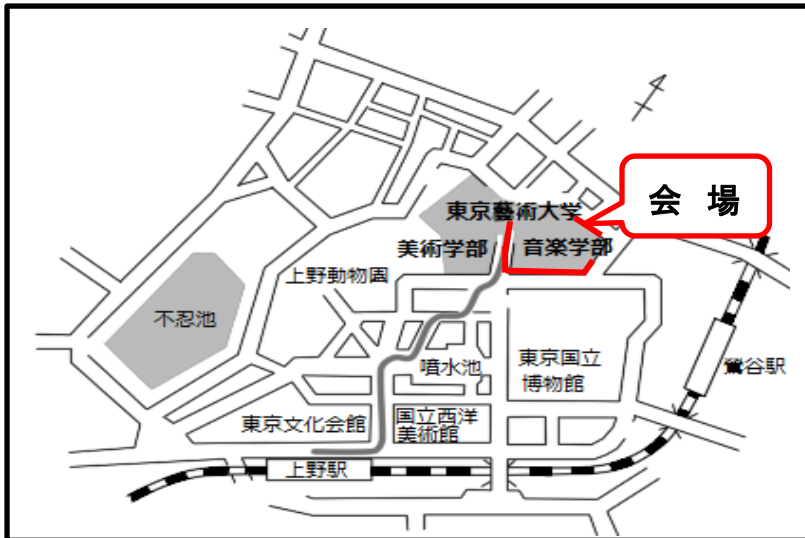 会 場
東京藝術大学
美術学部
音楽学部
上野動物園
不忍池
噴水池
東京国立
博物館
鶯谷駅
東京文化会館
国立西洋
美術館
上野駅